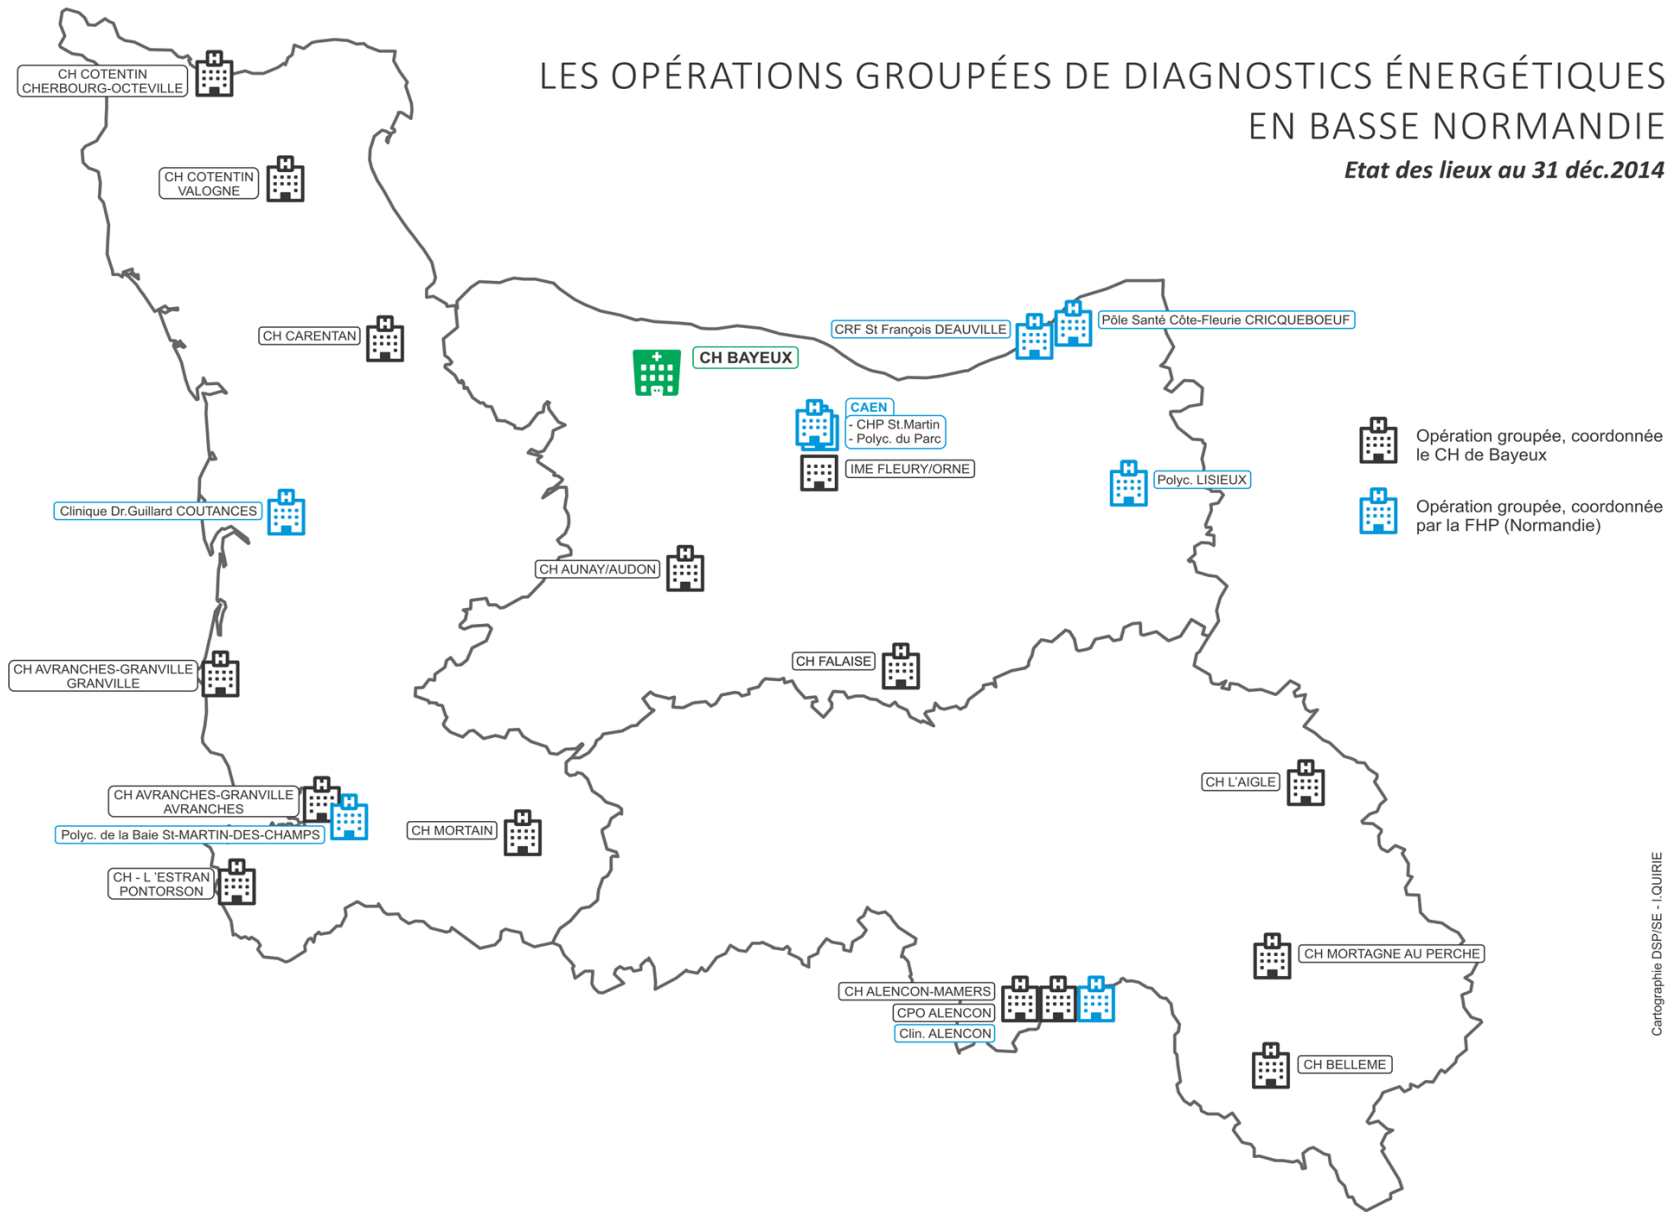 LES OPÉRATIONS GROUPÉES DE DIAGNOSTICS ÉNERGÉTIQUES
EN BASSE NORMANDIE
Etat des lieux au 31 déc.2014
CH COTENTIN
CHERBOURG-OCTEVILLE
CH COTENTIN
VALOGNE
CH CARENTAN
CH BAYEUX
CRF St François DEAUVILLE
Pôle Santé Côte-Fleurie CRICQUEBOEUF
CAEN
- CHP St.Martin
- Polyc. du Parc
IME FLEURY/ORNE
Polyc. LISIEUX
Opération groupée, coordonnée
le CH de Bayeux
Opération groupée, coordonnée
par la FHP (Normandie)
Clinique Dr.Guillard COUTANCES
CH AUNAY/AUDON
CH AVRANCHES-GRANVILLE
GRANVILLE
CH FALAISE
CH AVRANCHES-GRANVILLE
AVRANCHES
Polyc. de la Baie St-MARTIN-DES-CHAMPS
CH MORTAIN
CH L'AIGLE
CH - L 'ESTRAN
PONTORSON
CH MORTAGNE AU PERCHE
CH ALENCON-MAMERS
CPO ALENCON
Clin. ALENCON
CH BELLEME
Cartographie DSP/SE - I.QUIRIE